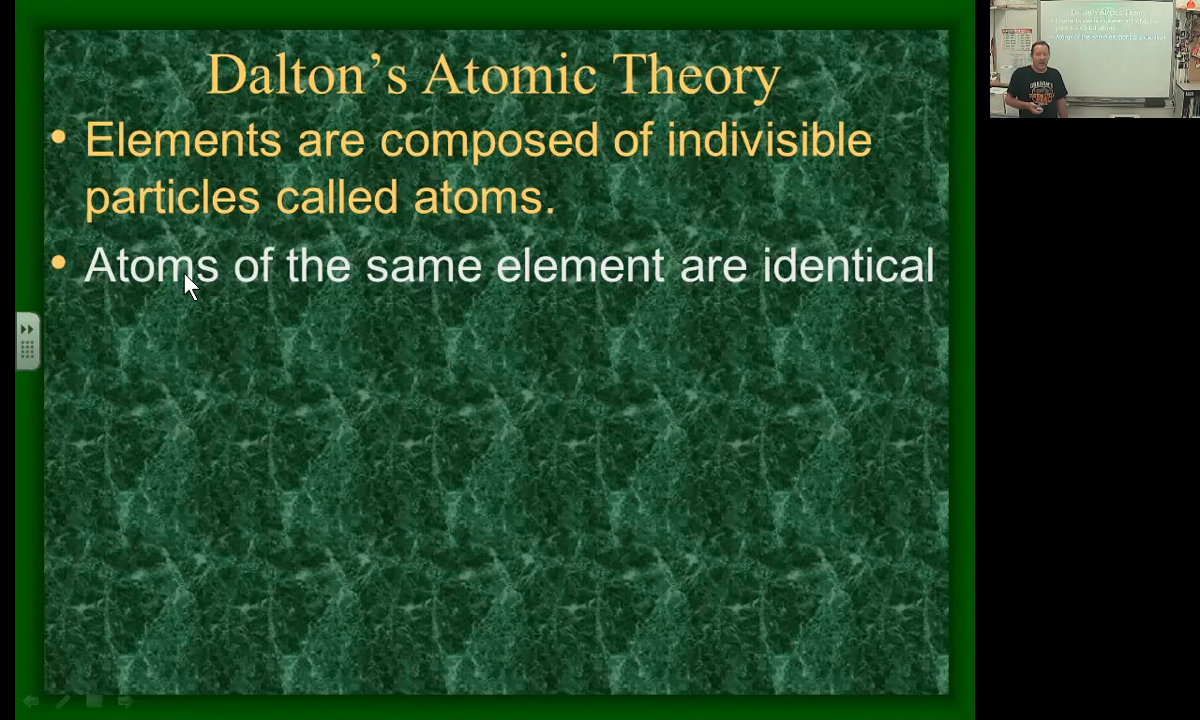 Dalton’s Atomic Theory
• Elements are composed of indivisible
particles called atoms.
• Atoms of the same element are identical